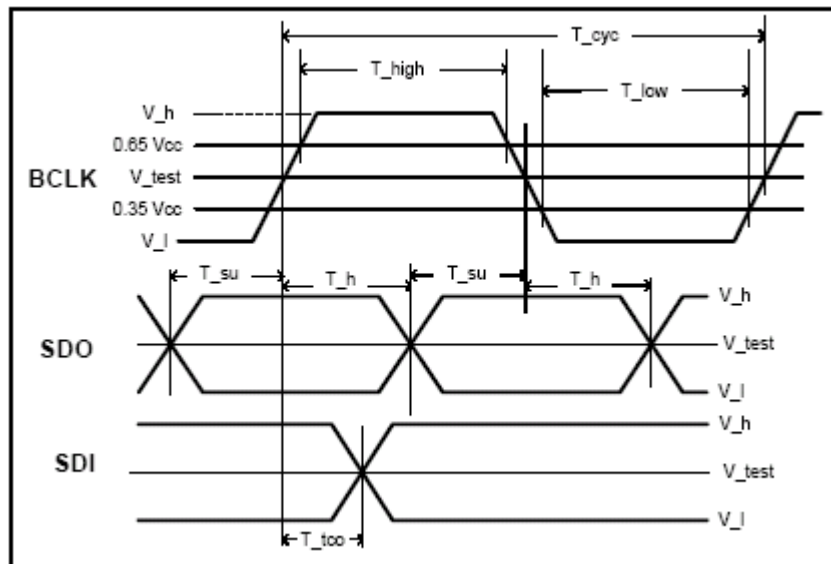 T_cyc
T_high
T_low
V_h
0.65 Vcc
BCLK
V_test
0.35 Vcc
V_l
T_su
T_h
T_su
T_h
V_h
SDO
V_test
V_l
V_h
SDI
V_test
V_l
T_tco